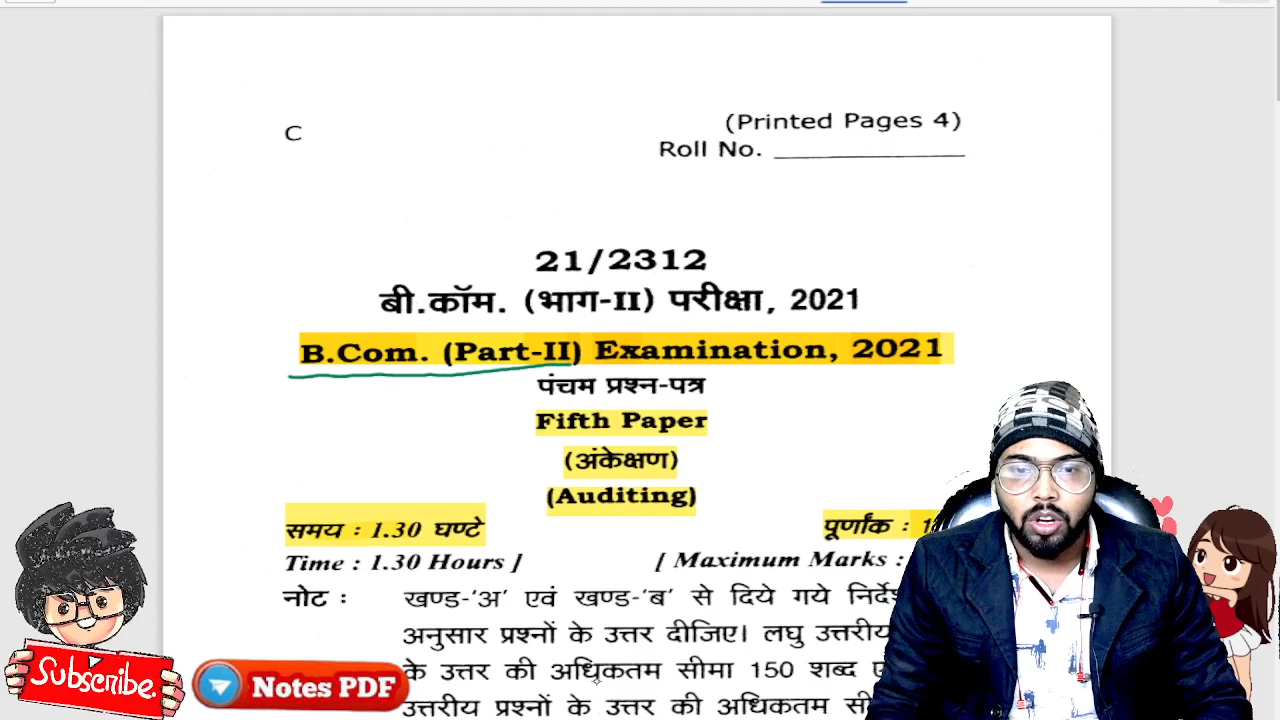 (Printed Pages 4)
C
Roll No.
21/2312
बी.कॉम. (भाग-II) परीक्षा, 2021
B.Com. (Part-II) Examination, 2021
पंचम प्रश्न-पत्र
Fifth Paper
(अंकेक्षण)
(Auditing)
समय : 1.30 घण्टे
पूर्णांक :
Time : 1.30 Hours ]
[ Maximum Marks :
नोट : खण्ड-‘अ’ एवं खण्ड-‘ब’ से दिये गये
अनुसार प्रश्नों के उत्तर दीजिए। लघु उत्तरीय
के उत्तर की अधिकतम सीमा 150 शब्द
उत्तरीय प्रश्नों के उत्तर की अधिकतम
Subscribe.
Notes PDF